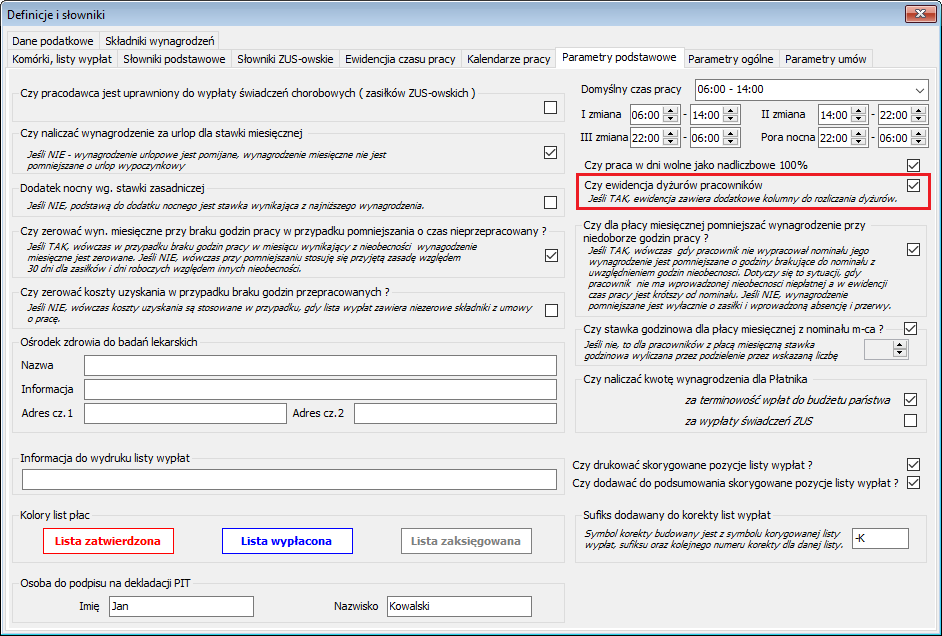 Definicje i słowniki
Dane podatkowe
Składniki wynagrodzeń
Komórki, listy wypłat
Słowniki podstawowe
Słowniki ZUS-owskie
Ewidencjia czasu pracy
Kalendarze pracy
Parametry podstawowe
Parametry ogólne
Parametry umów
Czy pracodawca jest uprawniony do wypłaty świadczeń chorobowych ( zasiłków ZUS-owskich )
Czy naliczać wynagrodzenie za urlop dla stawki miesięcznej
Jeśli NIE - wynagrodzenie urlopowe jest pomijane, wynagrodzenie miesięczne nie jest
pomniejszane o urlop wypoczynkowy
Dodatek nocny wg. stawki zasadniczej
Jeśli NIE, podstawą do dodatku nocnego jest stawka wynikająca z najniższego wynagrodzenia.
Czy zerować wyn. miesięczne przy braku godzin pracy w przypadku pomniejszania o czas nieprzepracowany ?
Jeśli TAK, wówczas w przypadku braku godzin pracy w miesiącu wynikający z nieobecności wynagodzenie
miesięczne jest zerowane. Jeśli NIE, wówczas przy pomniejszaniu stosuję się przyjętą zasadę względem
30 dni dla zasiłków i dni roboczych względem innych nieobecności.
Czy zerować koszty uzyskania w przypadku braku godzin przepracowanych ?
Jeśli NIE, wówczas koszty uzyskania są stosowane w przypadku, gdy lista wypłat zawiera niezerowe składniki z umowy
o pracę.
Ośrodek zdrowia do badań lekarskich
Nazwa
Informacja
Adres cz.1
Adres cz.2
Informacja do wydruku listy wypłat
Kolory list płac
Lista zatwierdzona
Lista wypłacona
Lista zaksięgowana
Osoba do podpisu na dekladacji PIT
Imię
Jan
Nazwisko
Kowalski
Domyślny czas pracy
06:00 - 14:00
I zmiana 06:00 - 14:00 II zmiana 14:00 - 22:00
III zmiana 22:00 - 06:00 Pora nocna 22:00 - 06:00
Czy praca w dni wolne jako nadliczbowe 100%
Czy ewidencja dyżurów pracowników
Jeśli TAK, ewidencja zawiera dodatkowe kolumny do rozliczania dyżurów.
Czy dla płacy miesięcznej pomniejszać wynagrodzenie przy
niedoborze godzin pracy ?
Jeśli TAK, wówczas gdy pracownik nie wypracował nominału jego
wynagrodzenie jest pomniejszane o godziny brakujące do nominału z
uwzględnieniem godzin nieobecnosci. Dotyczy się to sytuacji, gdy
pracownik nie ma wprowadzonej nieobecnosci niepłatnej a w ewidencji
czas pracy jest krótszy od nominału. Jeśli NIE, wynagrodzenie
pomniejszane jest wyłącznie o zasiłki i wprowadzoną absencję i przerwy.
Czy stawka godzinowa dla płacy miesięcznej z nominału m-ca ?
Jeśli nie, to dla pracowników z płacą miesięczną stawka
godzinowa wyliczana przez podzielenie przez wskazaną liczbę
Czy naliczać kwotę wynagrodzenia dla Płatnika
za terminowość wpłat do budżetu państwa
za wypłaty świadczeń ZUS
Czy drukować skorygowane pozycje listy wypłat ?
Czy dodawać do podsumowania skorygowane pozycje listy wypłat ?
Sufiks dodawany do korekty list wypłat
Symbol korekty budowany jest z symbolu korygowanej listy
wypłat, sufiksu oraz kolejnego numeru korekty dla danej listy.
-K